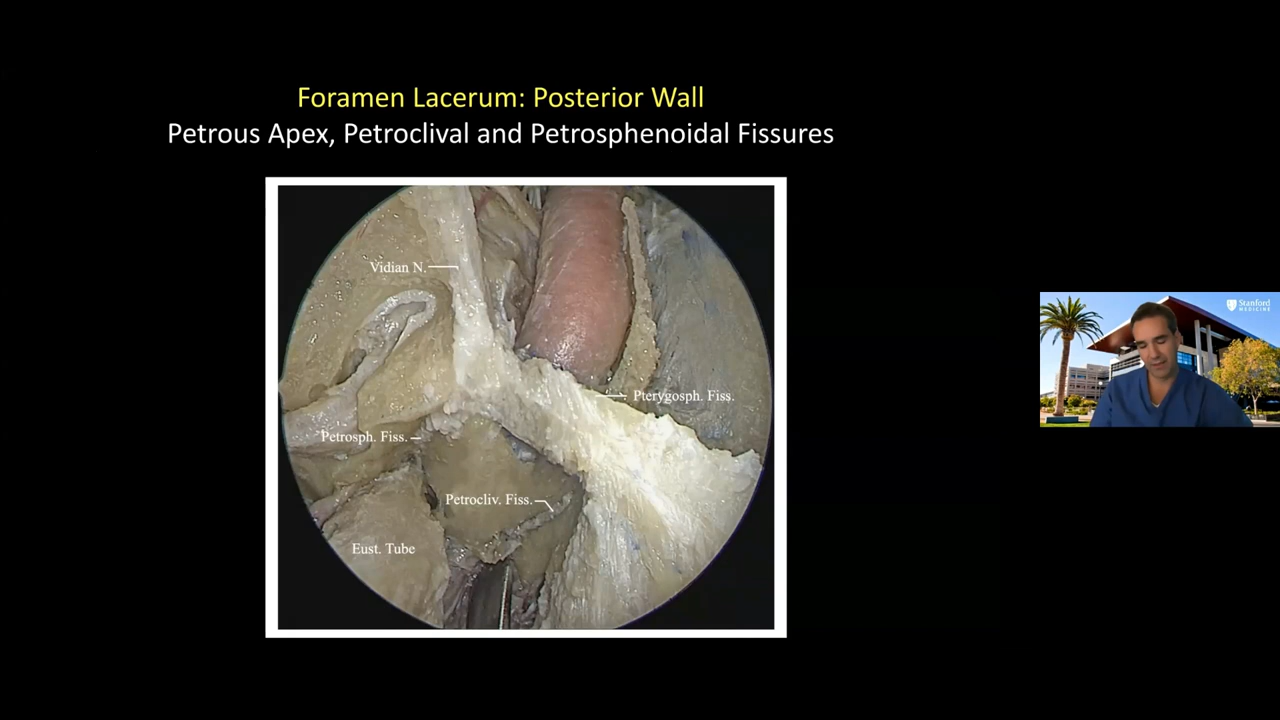 Foramen Lacerum: Posterior Wall
Petrous Apex, Petroclival and Petrosphenoidal Fissures
Vidian N.
Pterygosph. Fiss.
Petrosph. Fiss.
Petrocliv. Fiss.
Eust. Tube
Stanford
MEDICINE